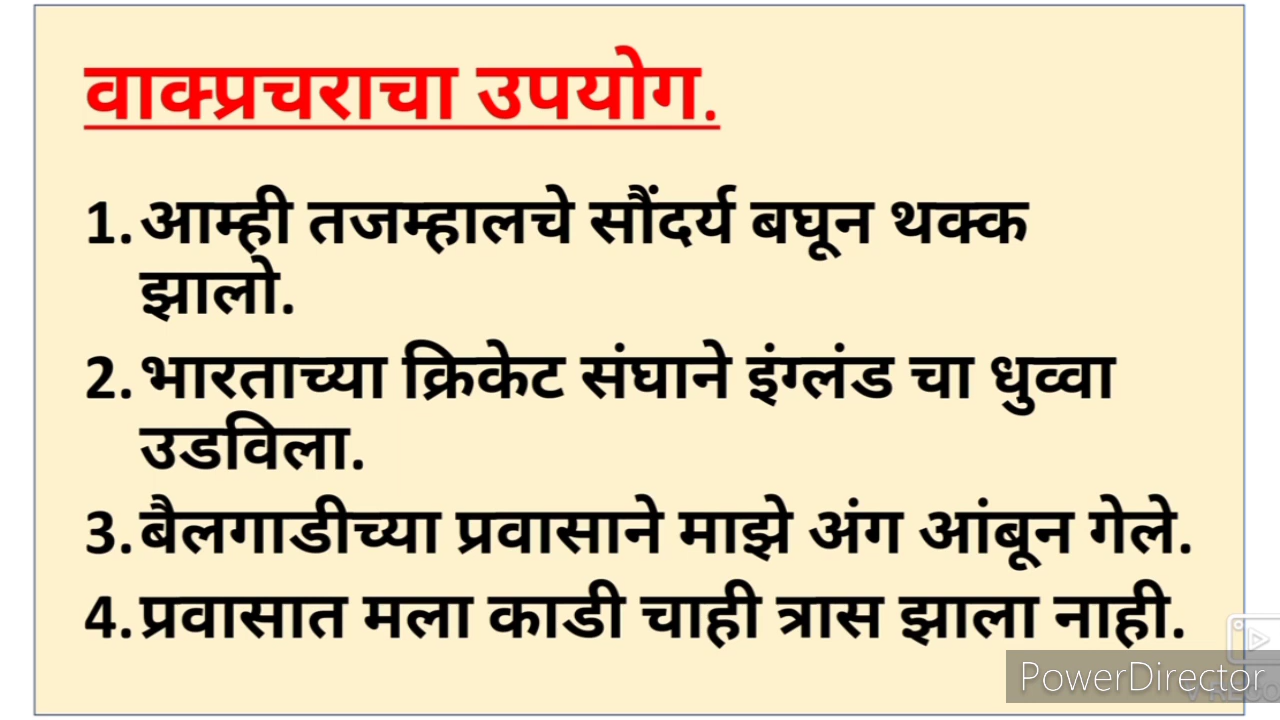 वाक्प्रचराचा उपयोग.
1. आम्ही तजम्हालचे सौंदर्य बघून थक्क
झालो.
2. भारताच्या क्रिकेट संघाने इंग्लंड चा धुव्वा
उडविला.
3. बैलगाडीच्या प्रवासाने माझे अंग आंबून गेले.
4. प्रवासात मला काडी चाही त्रास झाला नाही.
PowerDirector